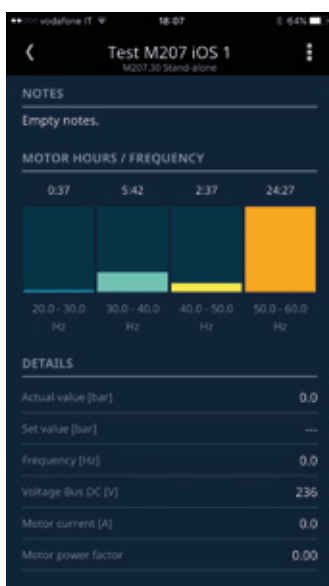 vodafone IT 18:07 64%
Test M207 iOS 1
M207.30 Stand-alone
NOTES
Empty notes.
MOTOR HOURS / FREQUENCY
0:37 5:42 2:37 24:27
20.0 - 30.0 30.0 - 40.0 40.0 - 50.0 50.0 - 60.0
Hz Hz Hz Hz
DETAILS
Actual value [bar] 0.0
Set value [bar] ---
Frequency [Hz] 0.0
Voltage Bus DC [V] 236
Motor current [A] 0.0
Motor power factor 0.00